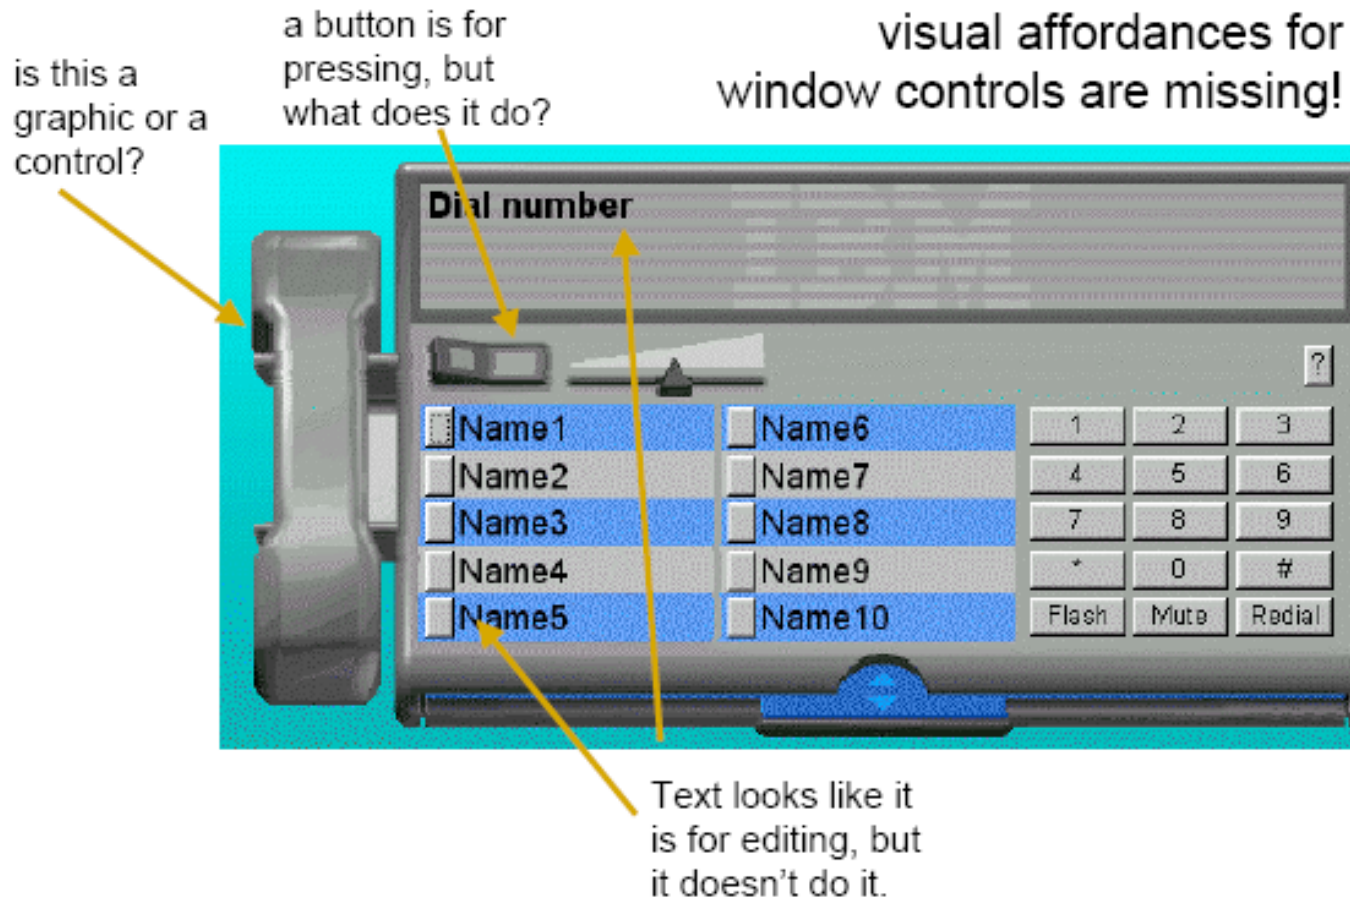 a button is for
pressing, but
what does it do?
visual affordances for
window controls are missing!
is this a
graphic or a
control?
Dial number
IBM
?
Name1 Name6 1 2 3
Name2 Name7 4 5 6
Name3 Name8 7 8 9
Name4 Name9 * 0 #
Name5 Name10 Flash Mute Redial
Text looks like it
is for editing, but
it doesn't do it.